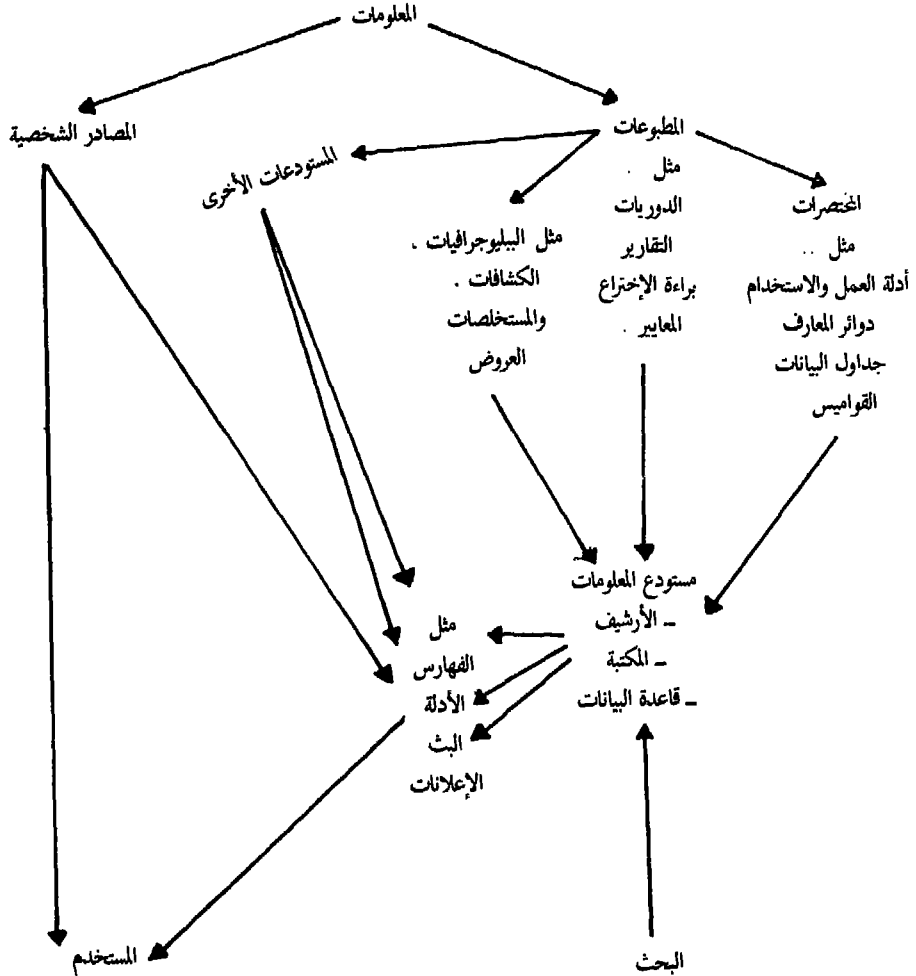 المعلومات
المطبوعات
المصادر الشخصية
المختصرات
مثل ..
أدلة العمل والاستخدام
دوائر المعارف
جداول البيانات
القواميس
مثل .
الدوريات
التقارير
براءة الإختراع
المعايير .
مثل الببليوجرافيات .
الكشافات .
والمستخلصات
العروض
المستودعات الأخرى
مستودع المعلومات
ـ الأرشيف
ـ المكتبة
ـ قاعدة البيانات
مثل
الفهارس
الأدلة
البث
الإعلانات
البحث
المستخدم